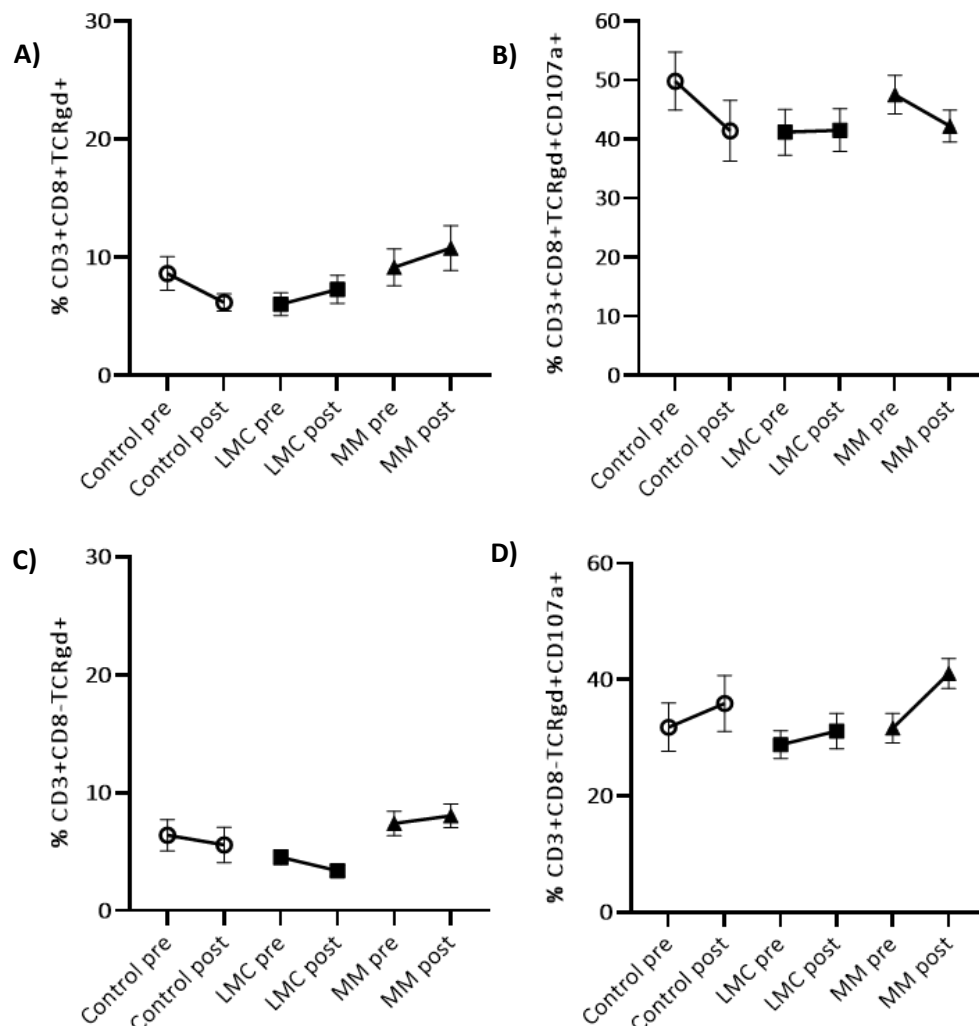 A)
% CD3+CD8+TCRgd+
30
20
10
0
Control pre
Control post
LMC pre
LMC post
MM pre
MM post
B)
% CD3+CD8+TCRgd+CD107a+
60
50
40
30
20
10
0
Control pre
Control post
LMC pre
LMC post
MM pre
MM post
C)
% CD3+CD8-TCRgd+
30
20
10
0
Control pre
Control post
LMC pre
LMC post
MM pre
MM post
D)
% CD3+CD8-TCRgd+CD107a+
60
40
20
0
Control pre
Control post
LMC pre
LMC post
MM pre
MM post